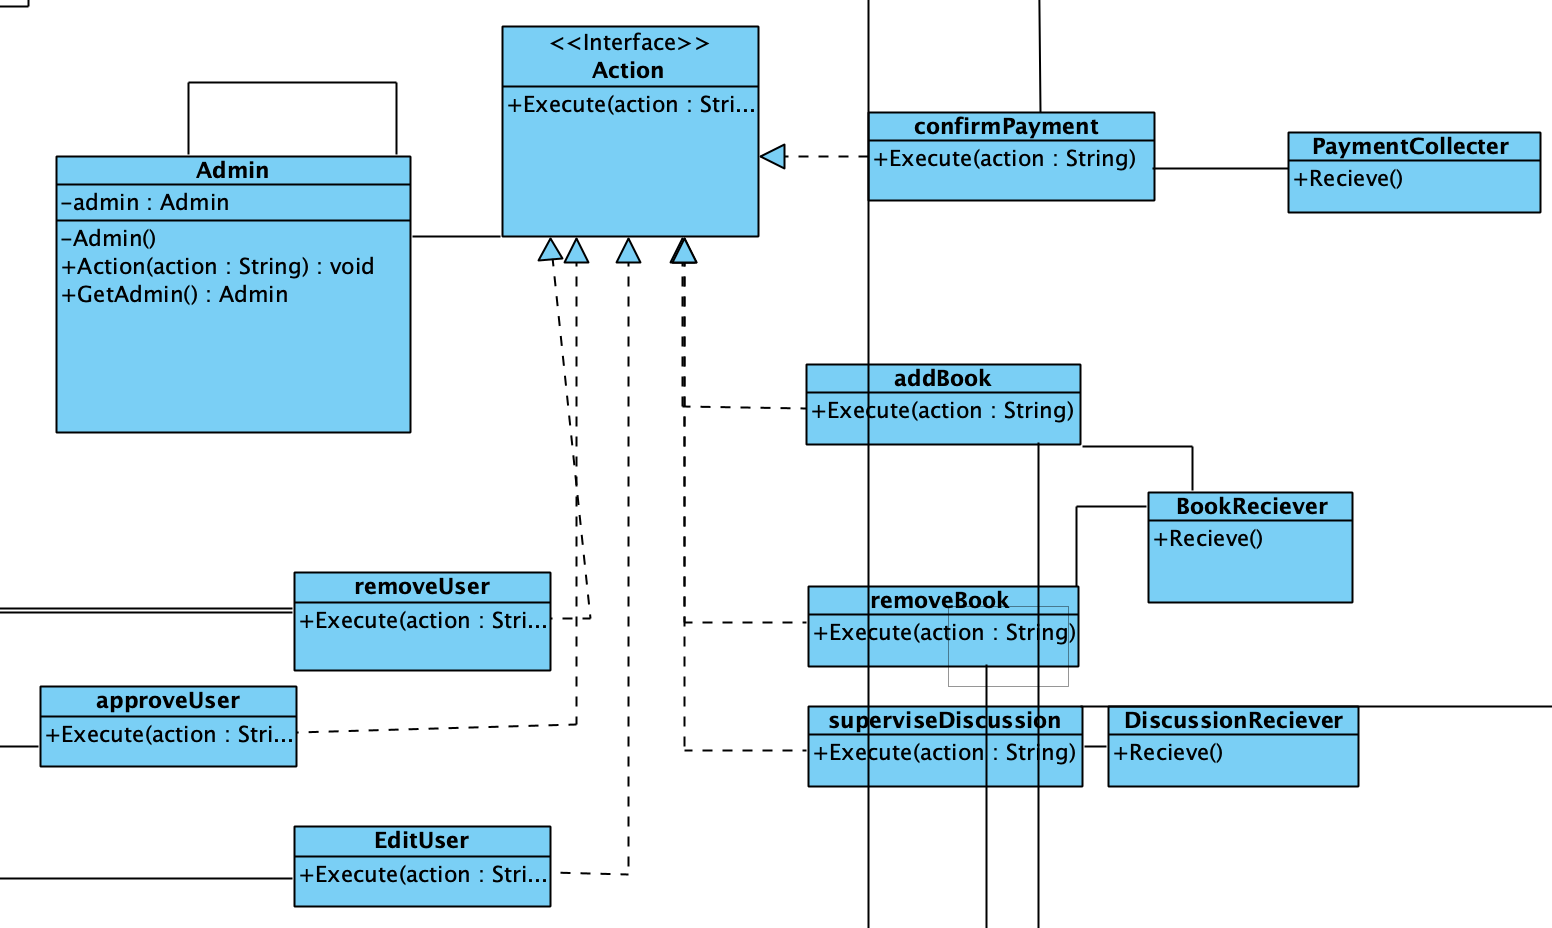 <<Interface>>
Action
+Execute(action : Stri...
Admin
-admin : Admin
-Admin()
+Action(action : String) : void
+GetAdmin() : Admin
confirmPayment
+Execute(action : String)
PaymentCollecter
+Recieve()
addBook
+Execute(action : String)
BookReciever
+Recieve()
removeUser
+Execute(action : Stri...
removeBook
+Execute(action : String)
approveUser
+Execute(action : Stri...
superviseDiscussion
+Execute(action : String)
DiscussionReciever
+Recieve()
EditUser
+Execute(action : Stri...